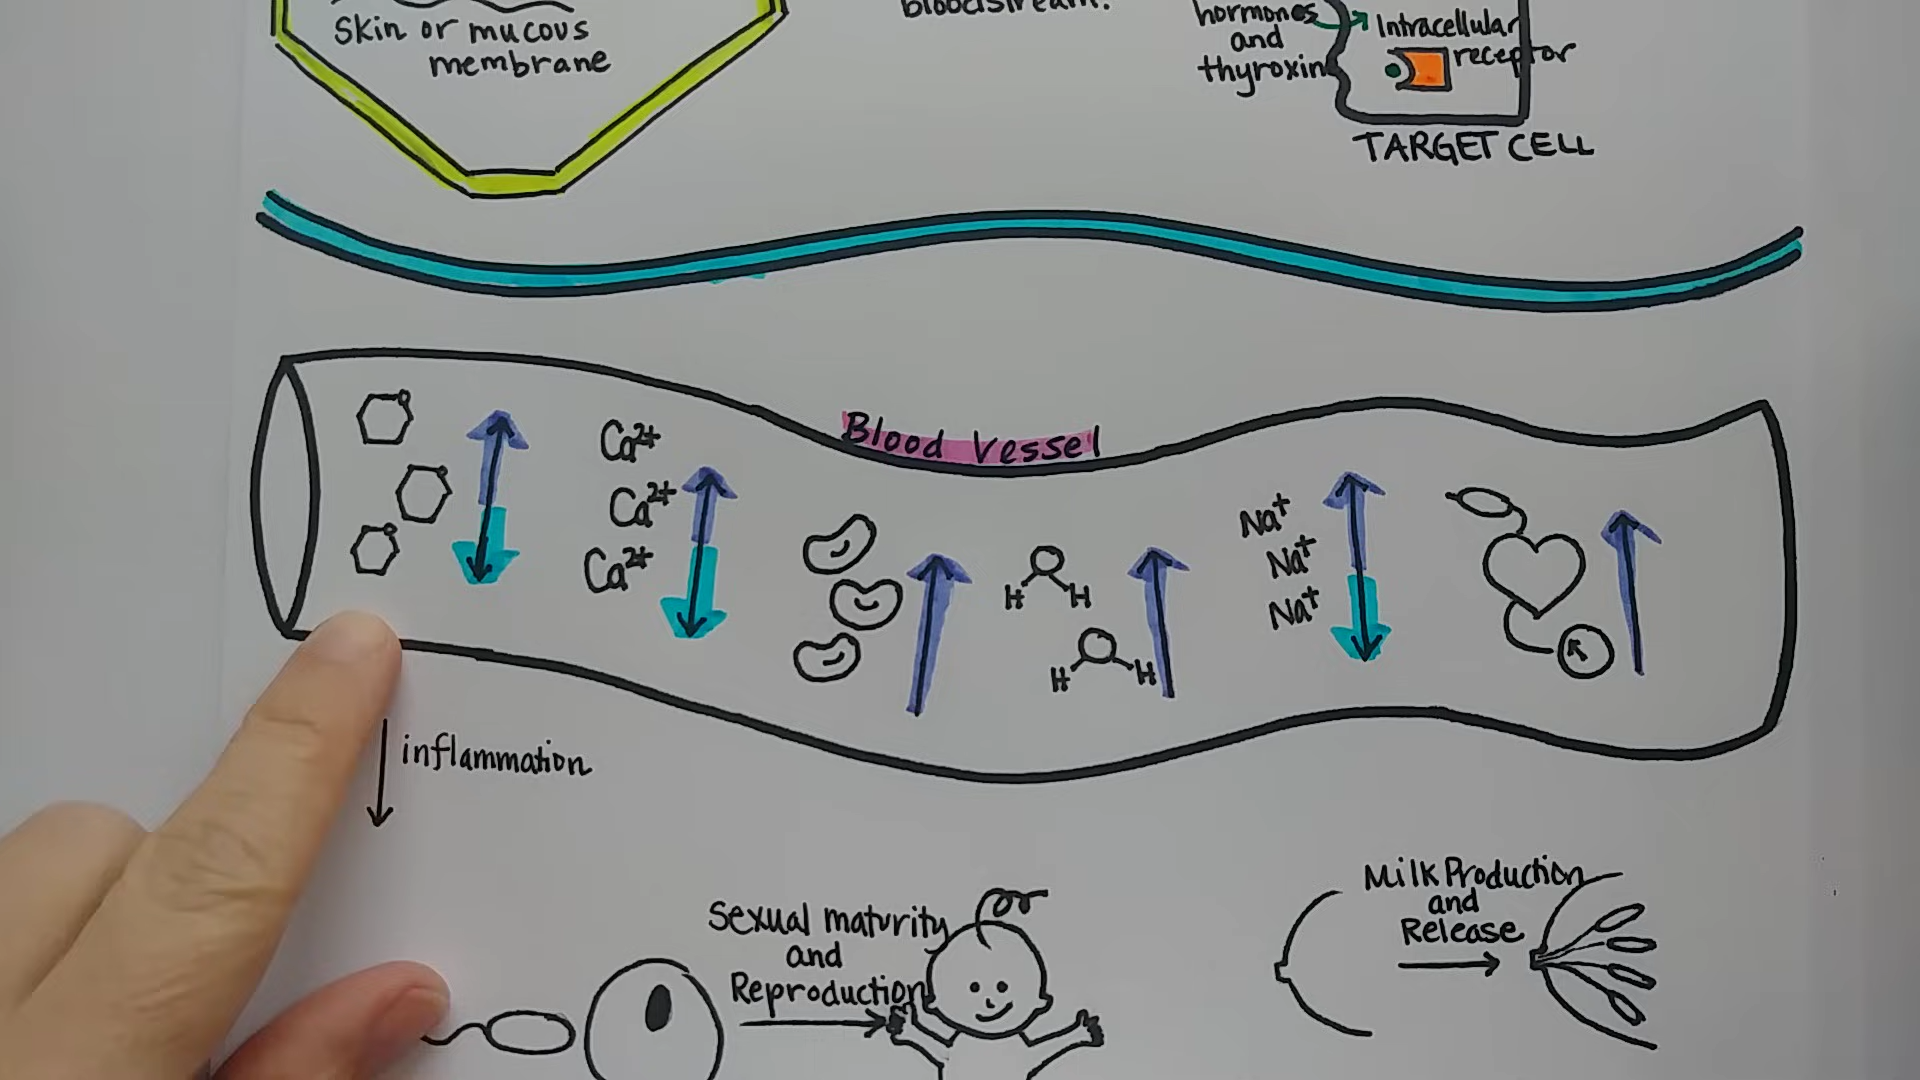 Skin or mucous
membrane
bloodstream.
hormones
and
thyroxin
Intracellular
receptor
TARGET CELL
Blood Vessel
Ca²⁺
Ca²⁺
Ca²⁺
H H
H H
Na⁺
Na⁺
Na⁺
inflammation
Sexual maturity
and
Reproduction
Milk Production
and
Release